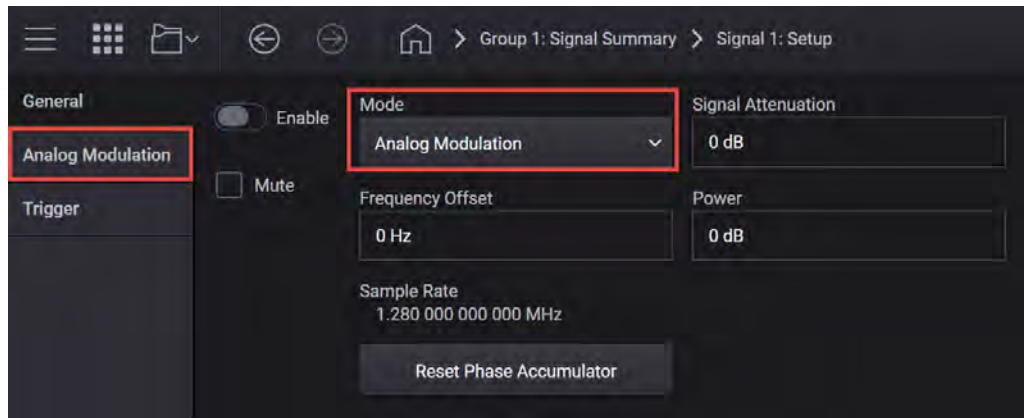 Group 1: Signal Summary
Signal 1: Setup
General
Analog Modulation
Trigger
Enable
Mute
Mode
Analog Modulation
Signal Attenuation
0 dB
Frequency Offset
0 Hz
Power
0 dB
Sample Rate
1.280 000 000 000 MHz
Reset Phase Accumulator